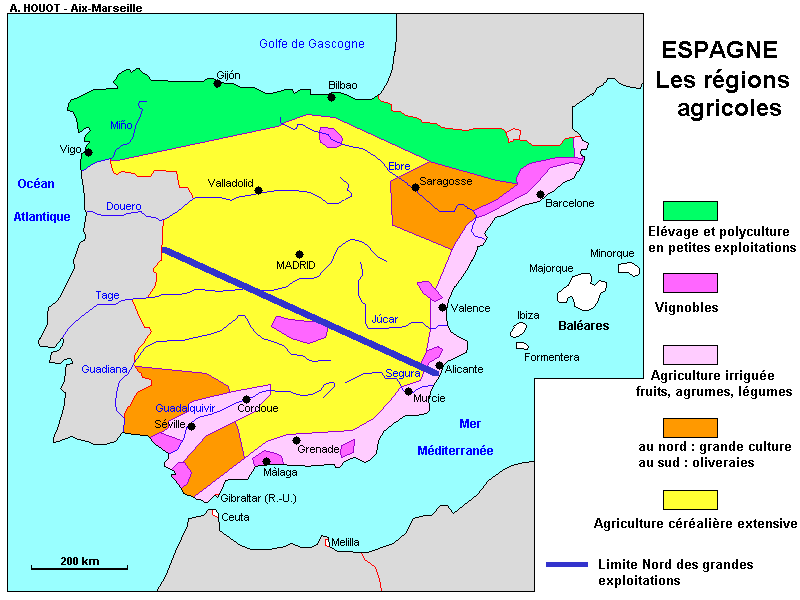 A. HOUOT - Aix-Marseille
Golfe de Gascogne
ESPAGNE
Les régions
agricoles
Gijón
Bilbao
Miño
Vigo
Ebre
Saragosse
Valladolid
Océan
Atlantique
Douero
Barcelone
MADRID
Minorque
Majorque
Tage
Júcar
Valence
Ibiza
Baléares
Formentera
Guadiana
Segura
Alicante
Murcie
Guadalquivir
Cordoue
Séville
Mer
Méditerranée
Grenade
Màlaga
Gibraltar (R.-U.)
Ceuta
Melilla
200 km
Elévage et polyculture
en petites exploitations
Vignobles
Agriculture irriguée
fruits, agrumes, légumes
au nord : grande culture
au sud : oliveraies
Agriculture céréalière extensive
Limite Nord des grandes
exploitations